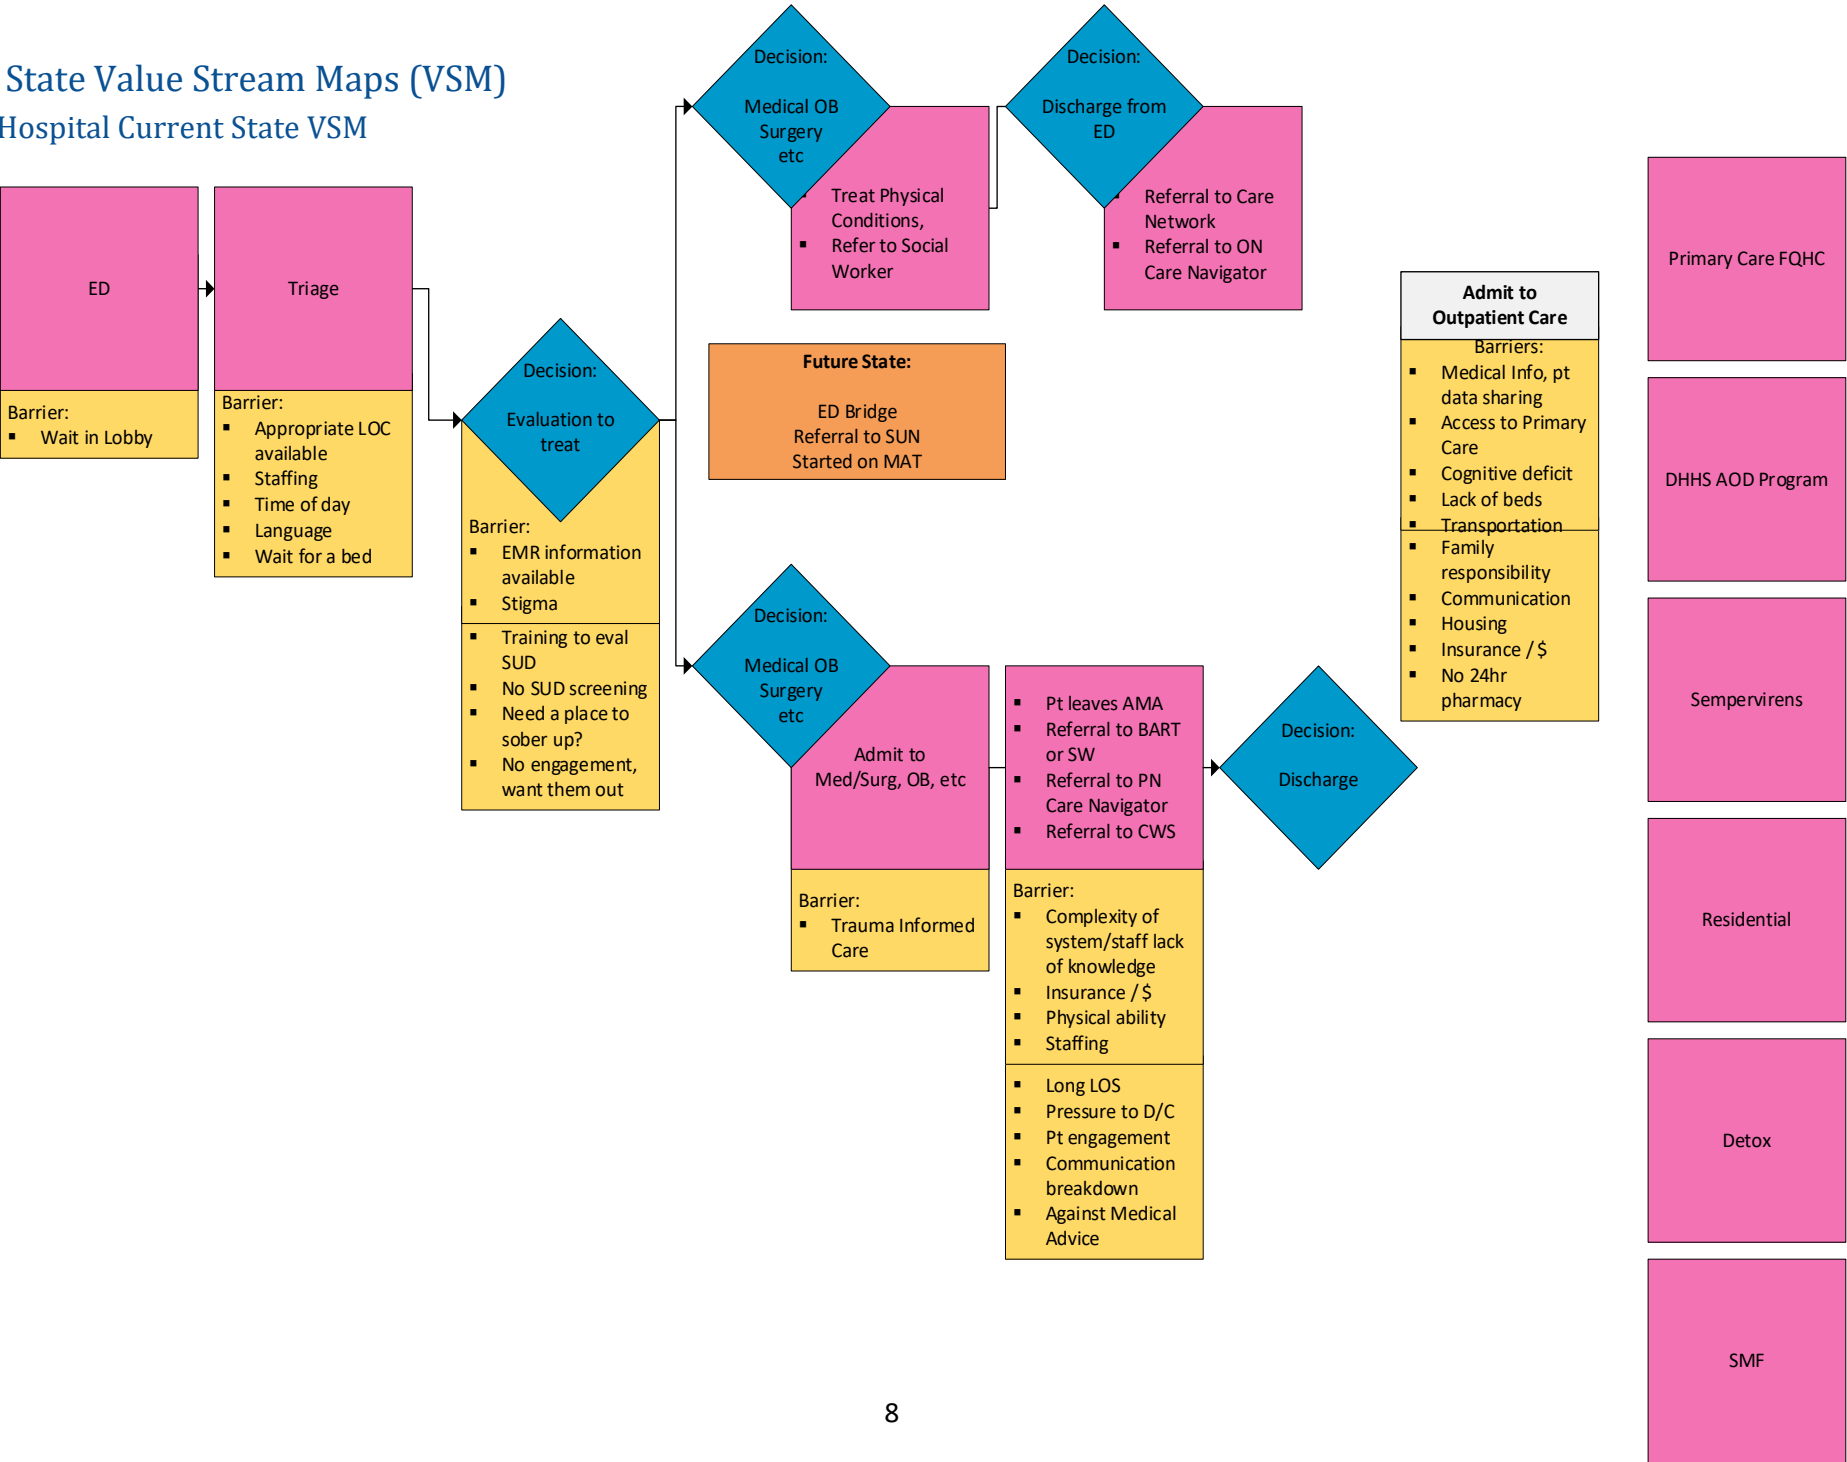 State Value Stream Maps (VSM)
Hospital Current State VSM
ED
Barrier:
▪ Wait in Lobby
Triage
Barrier:
▪ Appropriate LOC
available
▪ Staffing
▪ Time of day
▪ Language
▪ Wait for a bed
Decision:
Evaluation to
treat
Barrier:
▪ EMR information
available
▪ Stigma
▪ Training to eval
SUD
▪ No SUD screening
▪ Need a place to
sober up?
▪ No engagement,
want them out
Decision:
Medical OB
Surgery
etc
▪ Treat Physical
Conditions,
▪ Refer to Social
Worker
Decision:
Discharge from
ED
▪ Referral to Care
Network
▪ Referral to ON
Care Navigator
Future State:
ED Bridge
Referral to SUN
Started on MAT
Decision:
Medical OB
Surgery
etc
Admit to
Med/Surg, OB, etc
Barrier:
▪ Trauma Informed
Care
▪ Pt leaves AMA
▪ Referral to BART
or SW
▪ Referral to PN
Care Navigator
▪ Referral to CWS
Barrier:
▪ Complexity of
system/staff lack
of knowledge
▪ Insurance / $
▪ Physical ability
▪ Staffing
▪ Long LOS
▪ Pressure to D/C
▪ Pt engagement
▪ Communication
breakdown
▪ Against Medical
Advice
Decision:
Discharge
Admit to
Outpatient Care
Barriers:
▪ Medical Info, pt
data sharing
▪ Access to Primary
Care
▪ Cognitive deficit
▪ Lack of beds
▪ Transportation
▪ Family
responsibility
▪ Communication
▪ Housing
▪ Insurance / $
▪ No 24hr
pharmacy
Primary Care FQHC
DHHS AOD Program
Sempervirens
Residential
Detox
SMF
8